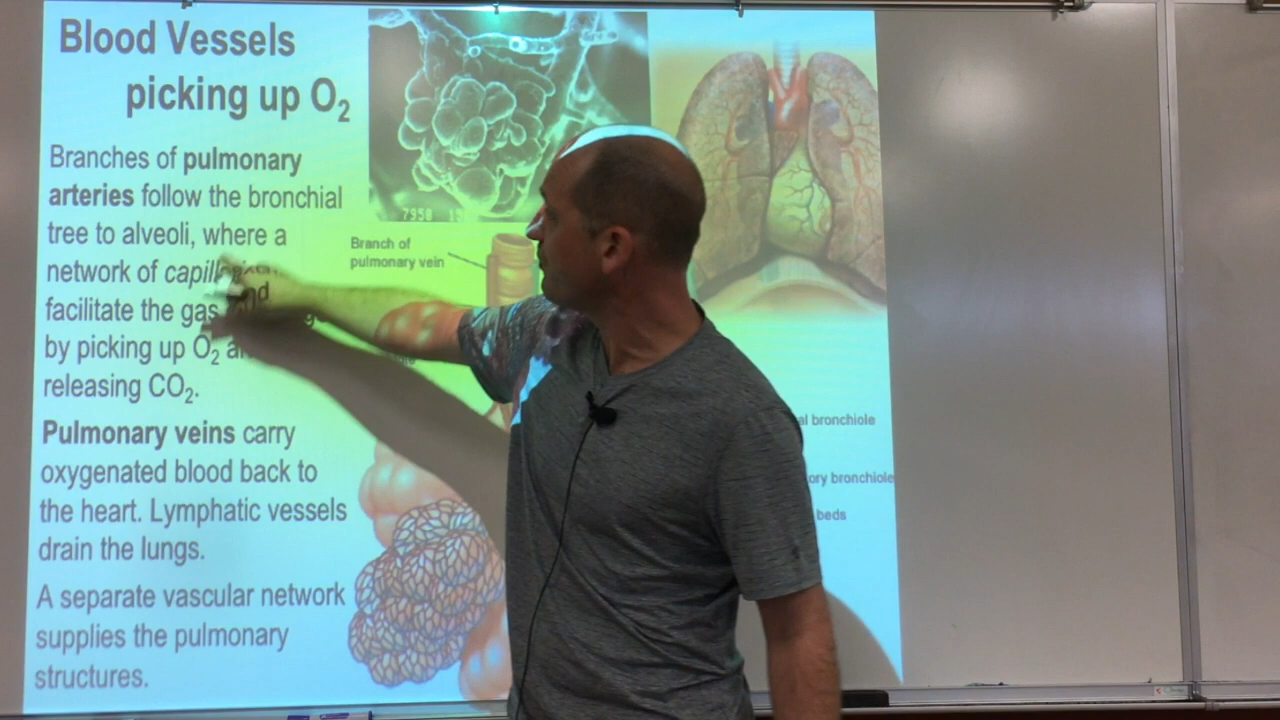 Blood Vessels
picking up O2
Branches of pulmonary
arteries follow the bronchial
tree to alveoli, where a
network of
facilitate the gas
by picking up O2
releasing CO2.
Pulmonary veins carry
oxygenated blood back to
the heart. Lymphatic vessels
drain the lungs.
A separate vascular network
supplies the pulmonary
structures.
7958
Branch of
pulmonary vein
bronchiole
bronchiole
beds